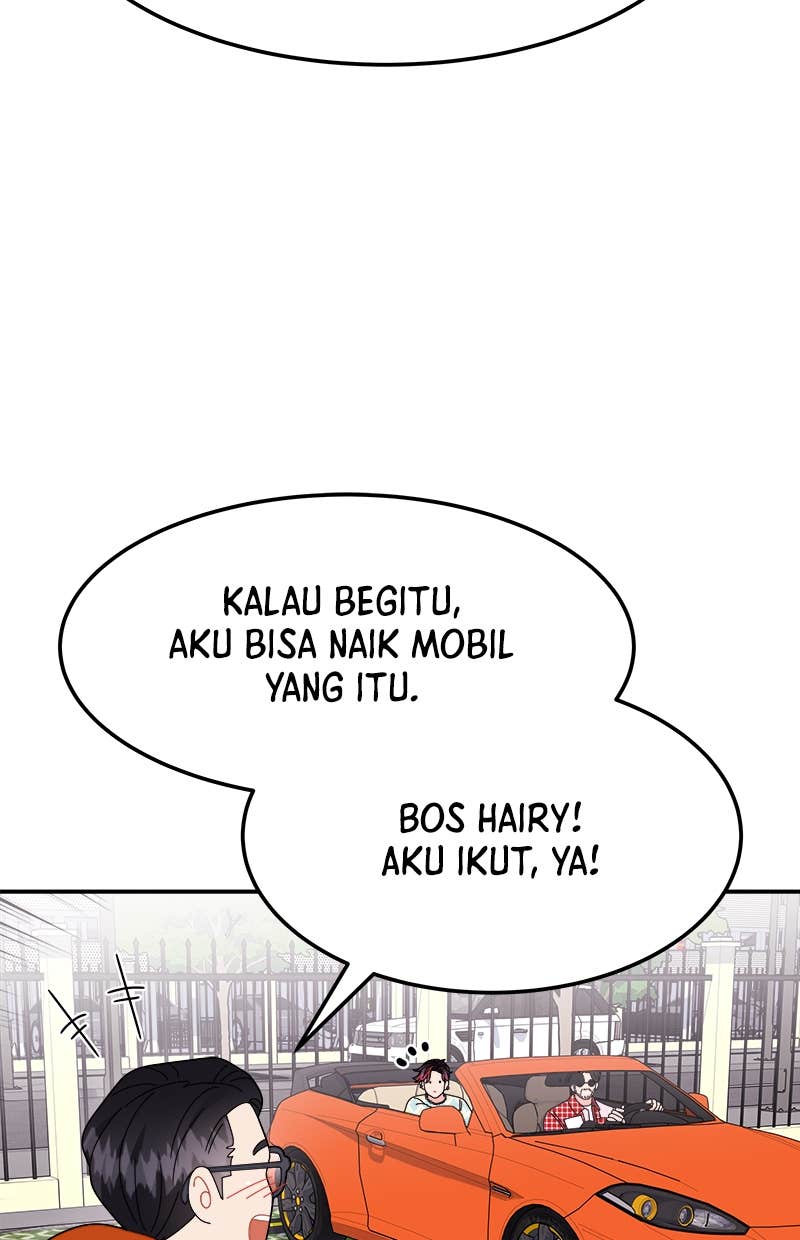 KALAU BEGITU,
AKU BISA NAIK MOBIL
YANG ITU.
BOS HAIRY!
AKU IKUT, YA!